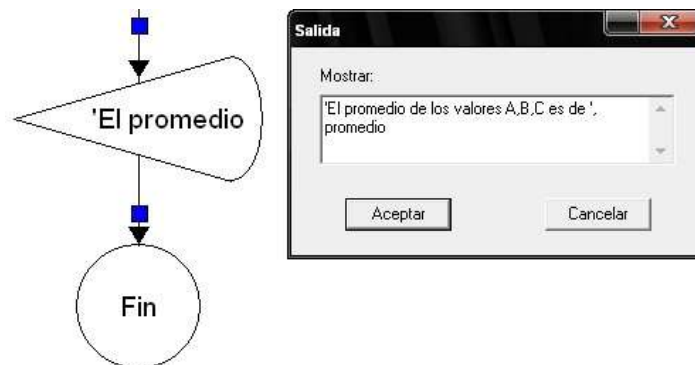 'El promedio
Fin
Salida
Mostrar:
'El promedio de los valores A,B,C es de ',
promedio
Aceptar
Cancelar